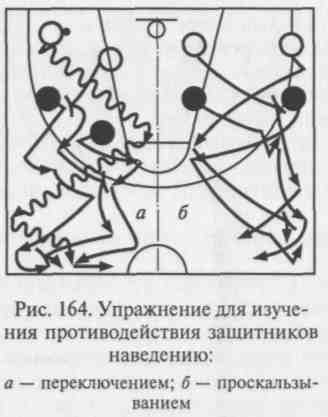 а
б
Рис. 164. Упражнение для изуче-
ния противодействия защитников
наведению:
а — переключением; б — проскальзы-
ванием